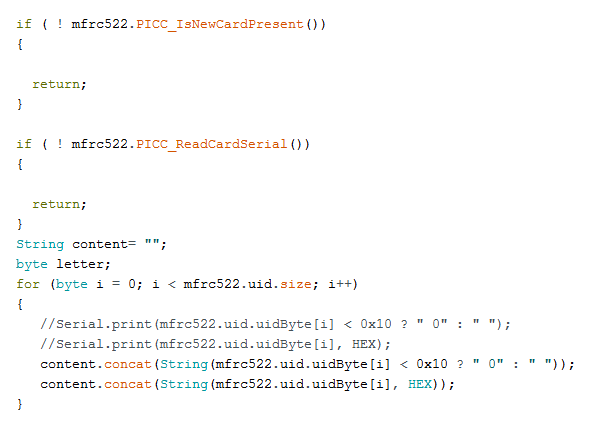 if ( ! mfrc522.PICC_IsNewCardPresent())
{
return;
}
if ( ! mfrc522.PICC_ReadCardSerial())
{
return;
}
String content= "";
byte letter;
for (byte i = 0; i < mfrc522.uid.size; i++)
{
//Serial.print(mfrc522.uid.uidByte[i] < 0x10 ? " 0" : " ");
//Serial.print(mfrc522.uid.uidByte[i], HEX);
content.concat(String(mfrc522.uid.uidByte[i] < 0x10 ? " 0" : " "));
content.concat(String(mfrc522.uid.uidByte[i], HEX));
}